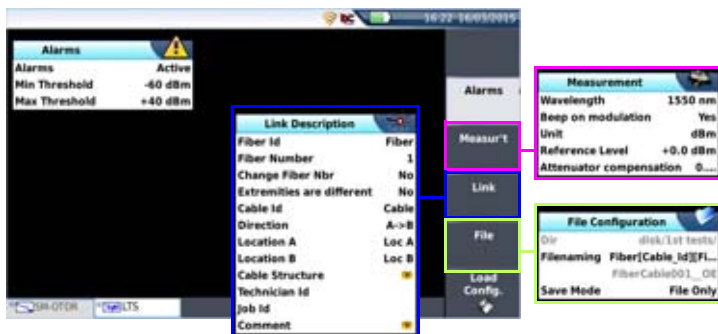 16:22 16/03/2015
Alarms
Alarms Active
Min Threshold -60 dBm
Max Threshold +40 dBm
Link Description
Fiber Id Fiber
Fiber Number 1
Change Fiber Nbr No
Extremities are different No
Cable Id Cable
Direction A->B
Location A Loc A
Location B Loc B
Cable Structure
Technician Id
Job Id
Comment
Alarms
Measur't
Link
File
Load
Config.
SM-OTDR
LTS
Measurement
Wavelength 1550 nm
Beep on modulation Yes
Unit dBm
Reference Level +0.0 dBm
Attenuator compensation 0....
File Configuration
Dir disk/1st tests/
Filenaming Fiber[Cable_Id][Fi...
FiberCable001__OE
Save Mode File Only